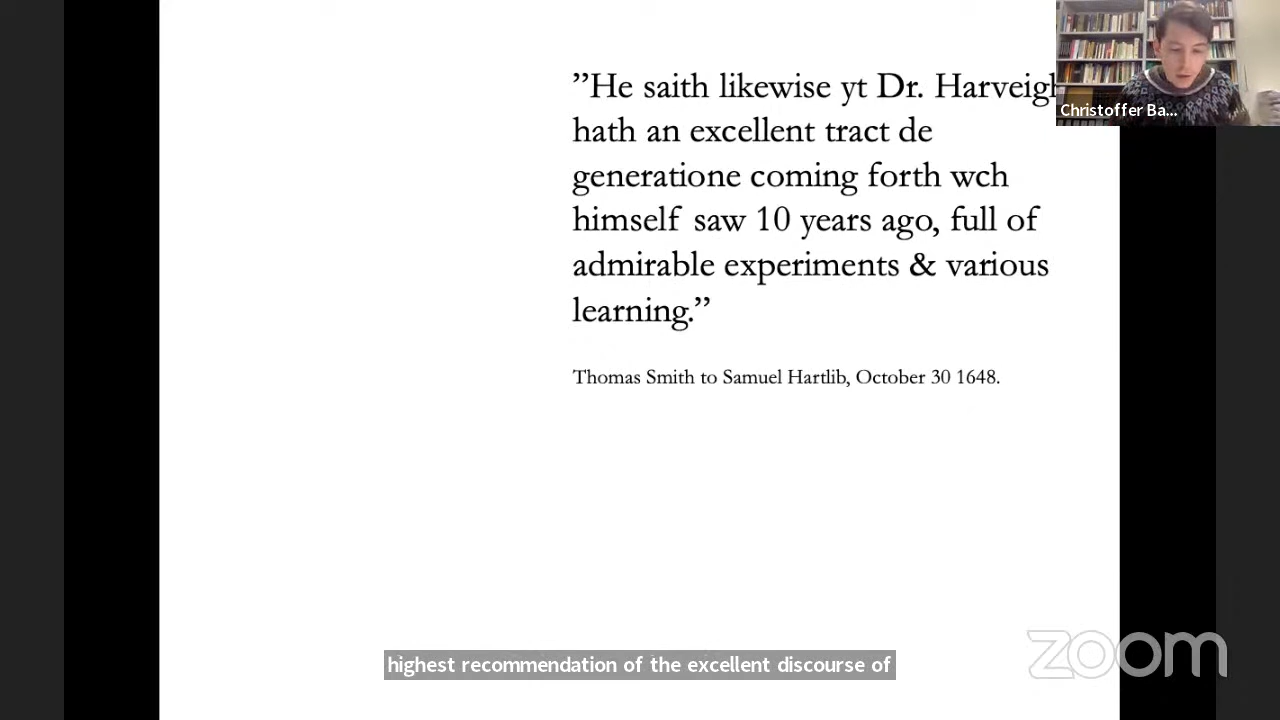 ”He saith likewise yt Dr. Harveigh
hath an excellent tract de
generatione coming forth wch
himself saw 10 years ago, full of
admirable experiments & various
learning.”
Thomas Smith to Samuel Hartlib, October 30 1648.
Christoffer Ba...
highest recommendation of the excellent discourse of
zoom